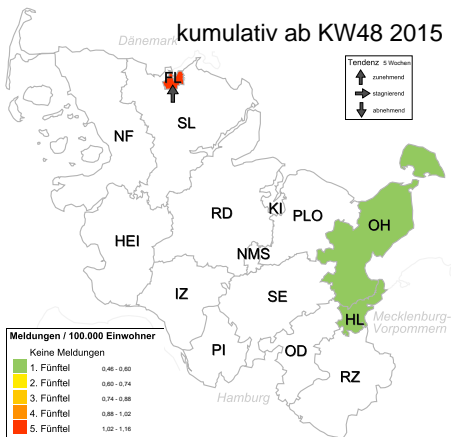 kumulativ ab KW48 2015
Dänemark
Tendenz 5 Wochen
zunehmend
stagnierend
abnehmend
FL
SL
NF
RD
KI
PLO
OH
HEI
NMS
IZ
SE
HL
Mecklenburg-
Vorpommern
PI
OD
RZ
Hamburg
Meldungen / 100.000 Einwohner
Keine Meldungen
1. Fünftel 0,46 - 0,60
2. Fünftel 0,60 - 0,74
3. Fünftel 0,74 - 0,88
4. Fünftel 0,88 - 1,02
5. Fünftel 1,02 - 1,16